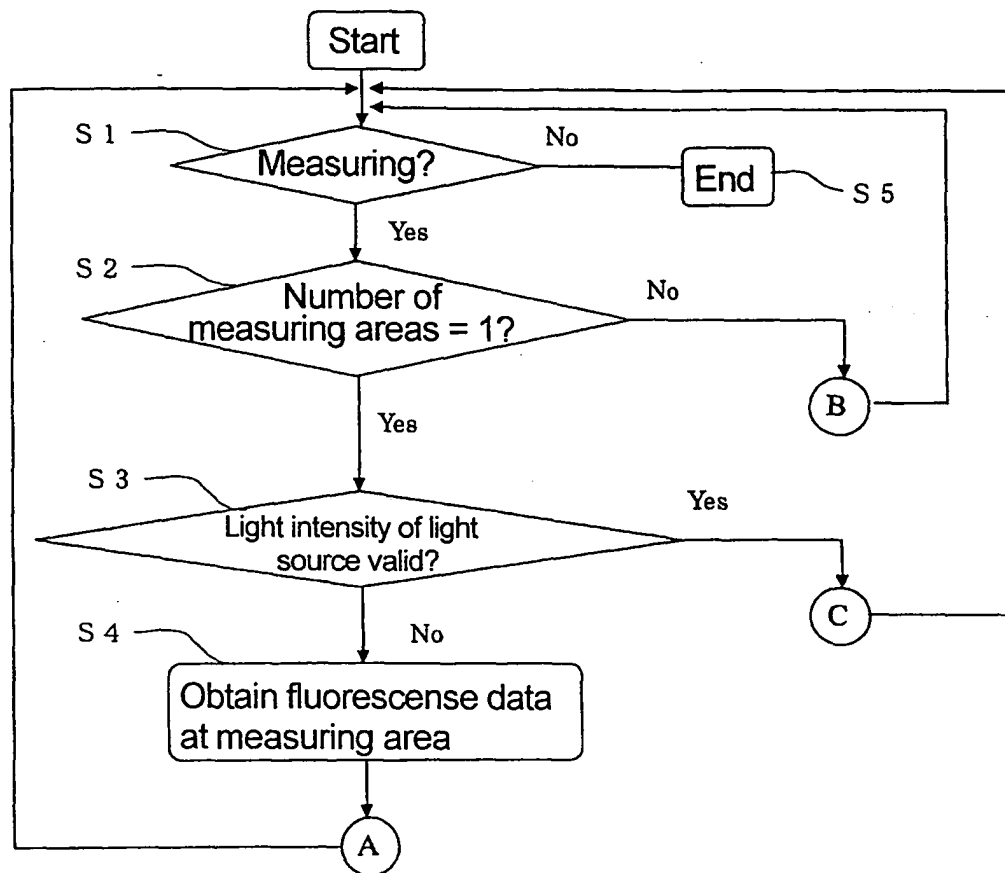 Start
S 1
Measuring?
No
End
S 5
Yes
S 2
Number of
measuring areas = 1?
No
B
Yes
S 3
Light intensity of light
source valid?
Yes
C
No
S 4
Obtain fluorescense data
at measuring area
A